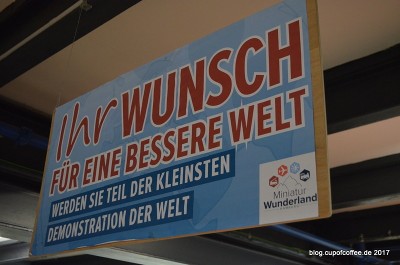 Ihr WUNSCH
FÜR EINE BESSERE WELT
WERDEN SIE TEIL DER KLEINSTEN
DEMONSTRATION DER WELT
Miniatur
Wunderland
blog.cupofcoffee.de 2017